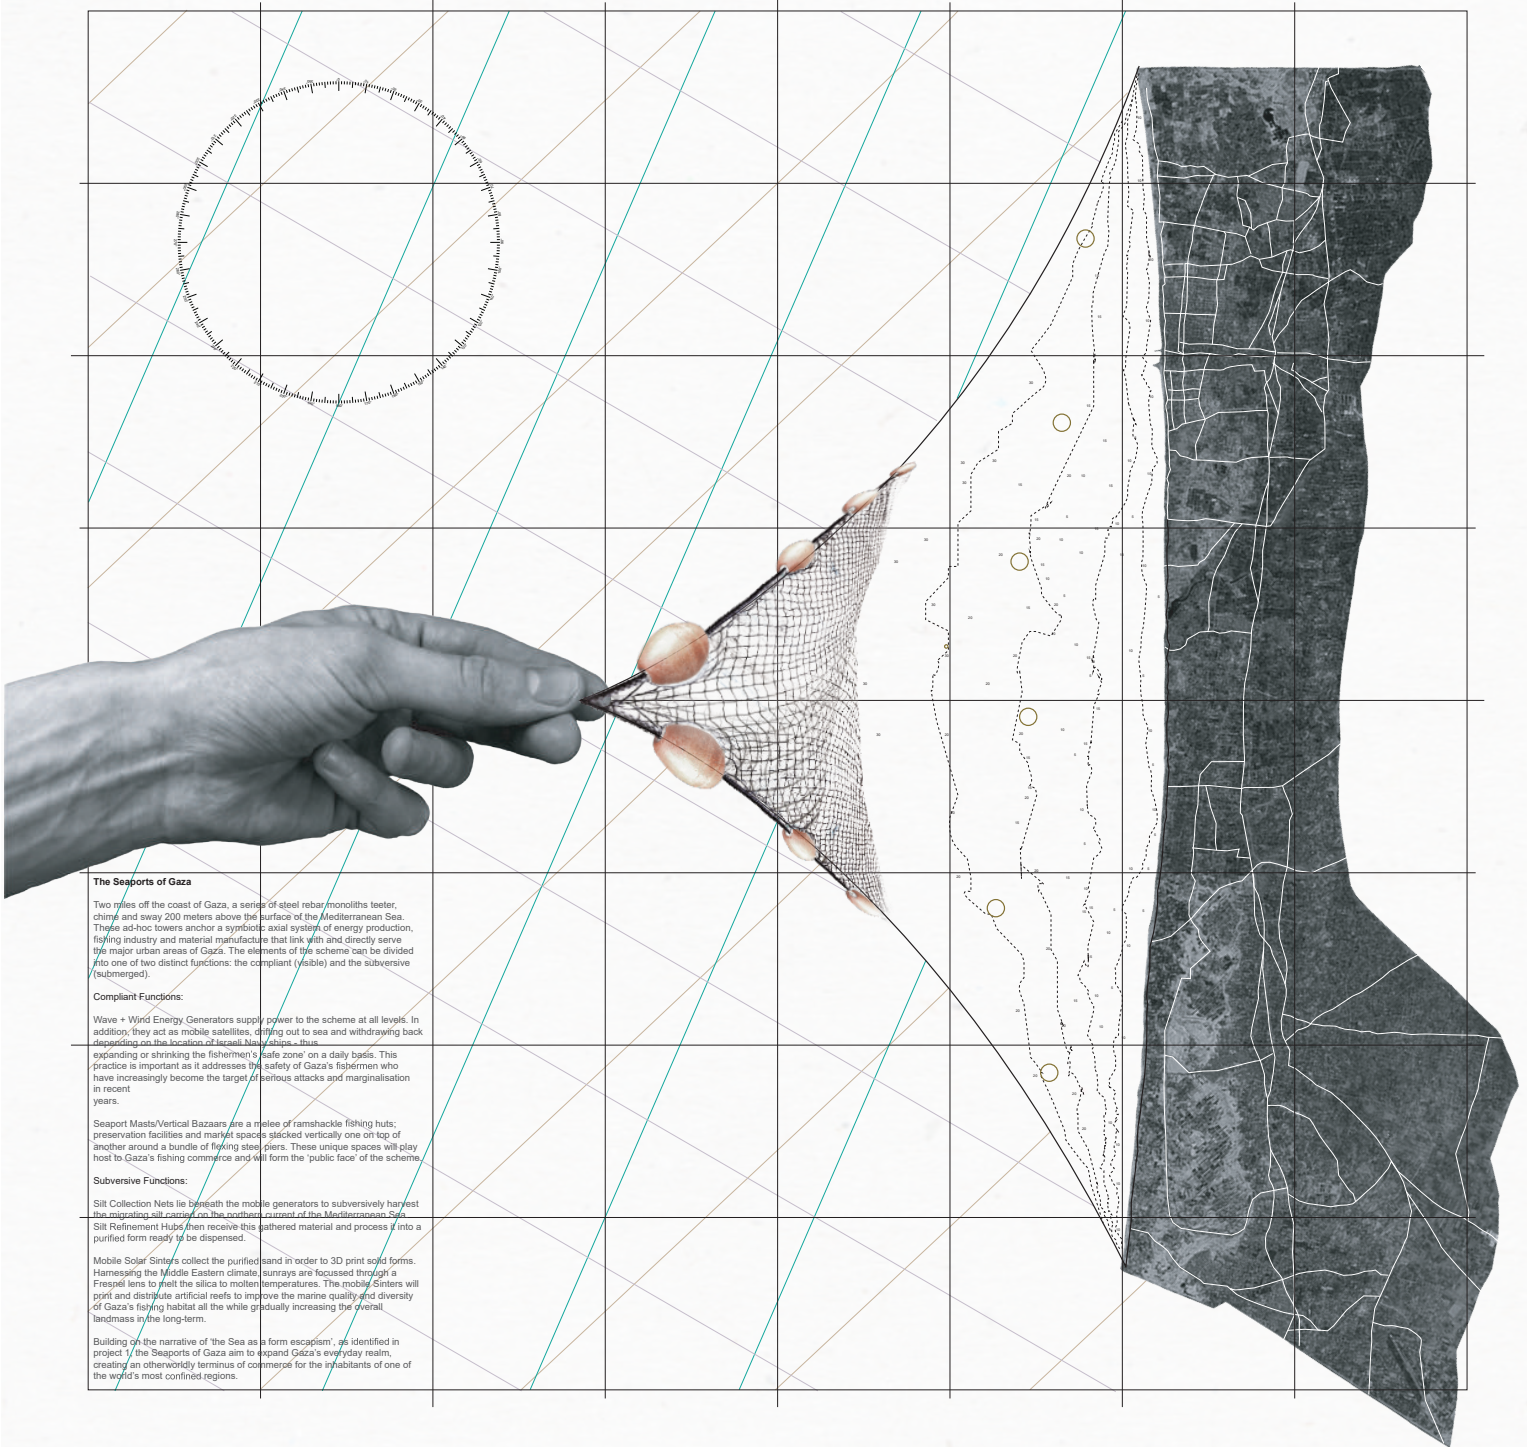 The Seaports of Gaza
Two miles off the coast of Gaza, a series of steel rebar monoliths teeter,
chime and sway 200 meters above the surface of the Mediterranean Sea.
These ad-hoc towers anchor a symbiotic axial system of energy production,
fishing industry and material manufacture that link with and directly serve
the major urban areas of Gaza. The elements of the scheme can be divided
into one of two distinct functions: the compliant (visible) and the subversive
(submerged).
Compliant Functions:
Wave + Wind Energy Generators supply power to the scheme at all levels. In
addition, they act as mobile satellites, drifting out to sea and withdrawing back
depending on the location of Israeli Navy ships - thus
expanding or shrinking the fishermen's 'safe zone' on a daily basis. This
practice is important as it addresses the safety of Gaza's fishermen who
have increasingly become the target of serious attacks and marginalisation
in recent
years.
Seaport Masts/Vertical Bazaars are a melee of ramshackle fishing huts;
preservation facilities and market spaces stacked vertically one on top of
another around a bundle of flexing steel piers. These unique spaces will play
host to Gaza's fishing commerce and will form the 'public face' of the scheme.
Subversive Functions:
Silt Collection Nets lie beneath the mobile generators to subversively harvest
the migrating silt carried on the northern current of the Mediterranean Sea.
Silt Refinement Hubs then receive this gathered material and process it into a
purified form ready to be dispensed.
Mobile Solar Sinters collect the purified sand in order to 3D print solid forms.
Harnessing the Middle Eastern climate, sunrays are focussed through a
Fresnel lens to melt the silica to molten temperatures. The mobile Sinters will
print and distribute artificial reefs to improve the marine quality and diversity
of Gaza's fishing habitat all the while gradually increasing the overall
landmass in the long-term.
Building on the narrative of 'the Sea as a form escapism', as identified in
project 1, the Seaports of Gaza aim to expand Gaza's everyday realm,
creating an otherworldly terminus of commerce for the inhabitants of one of
the world's most confined regions.